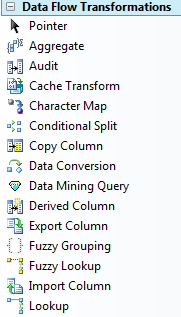 Data Flow Transformations
Pointer
Aggregate
Audit
Cache Transform
Character Map
Conditional Split
Copy Column
Data Conversion
Data Mining Query
Derived Column
Export Column
Fuzzy Grouping
Fuzzy Lookup
Import Column
Lookup